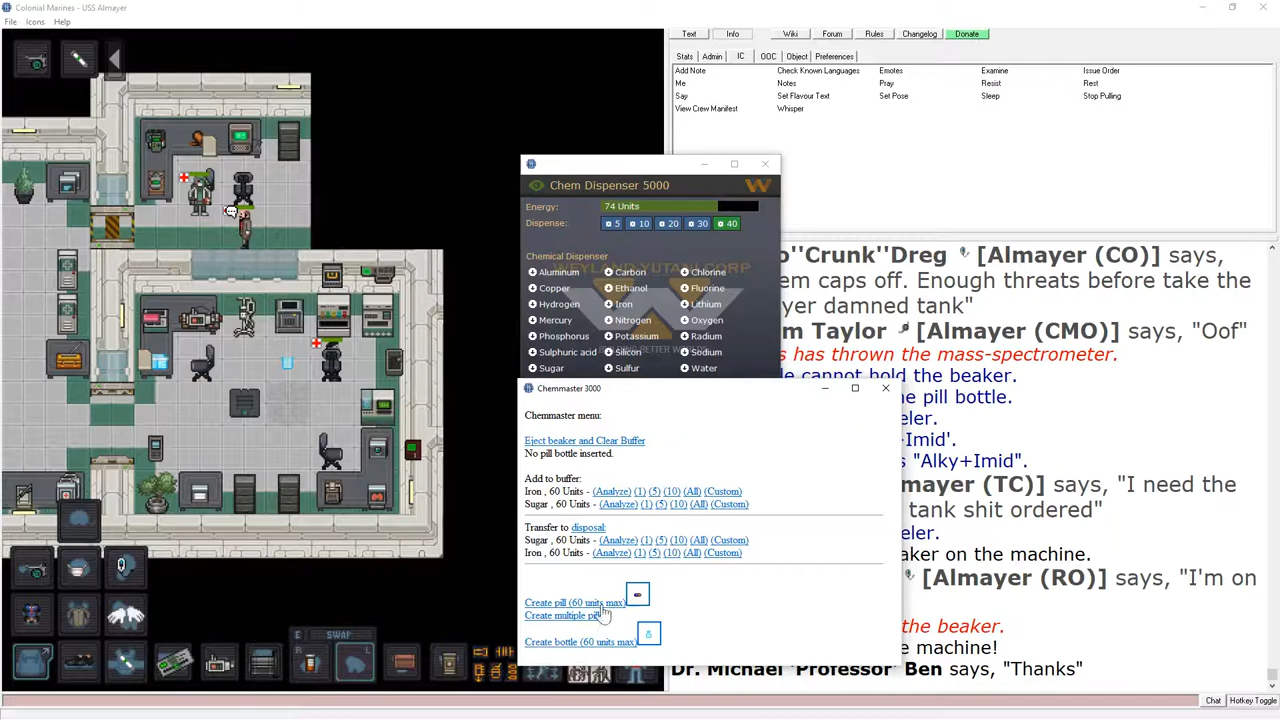 Colonial Marines - USS Almayer
File Icons Help
Text Info Wiki Forum Rules Changelog Donate
Stats Admin IC OOC Object Preferences
Add Note Check Known Languages Emotes Examine Issue Order
Me Notes Pray Resist Rest
Say Set Flavour Text Set Pose Sleep Stop Pulling
View Crew Manifest Whisper
Chem Dispenser 5000
Energy: 74 Units
Dispense: 5 10 20 30 40
Chemical Dispenser
WEYLAND YUTANI CORP
Aluminum Carbon Chlorine
Copper Ethanol Fluorine
Hydrogen Iron Lithium
Mercury Nitrogen Oxygen
Phosphorus Potassium Radium
Sulphuric acid Silicon Sodium
Sugar Sulfur Water
Chemmaster 3000
Chemmaster menu:
Eject beaker and Clear Buffer
No pill bottle inserted.
Add to buffer:
Iron , 60 Units - (Analyze) (1) (5) (10) (All) (Custom)
Sugar , 60 Units - (Analyze) (1) (5) (10) (All) (Custom)
Transfer to disposal:
Sugar , 60 Units - (Analyze) (1) (5) (10) (All) (Custom)
Iron , 60 Units - (Analyze) (1) (5) (10) (All) (Custom)
Create pill (60 units max)
Create multiple
Create bottle (60 units max)
o''Crunk''Dreg [Almayer (CO)] says,
em caps off. Enough threats before take the
yer damned tank"
m Taylor [Almayer (CMO)] says, "Oof"
s has thrown the mass-spectrometer.
le cannot hold the beaker.
e pill bottle.
eler.
+Imid'.
s "Alky+Imid".
mayer (TC)] says, "I need the
tank shit ordered"
eler.
aker on the machine.
[Almayer (RO)] says, "I'm on
the beaker.
e machine!
Dr. Michael 'Professor' Ben says, "Thanks"
E SWAP
R L
Chat Hotkey Toggle